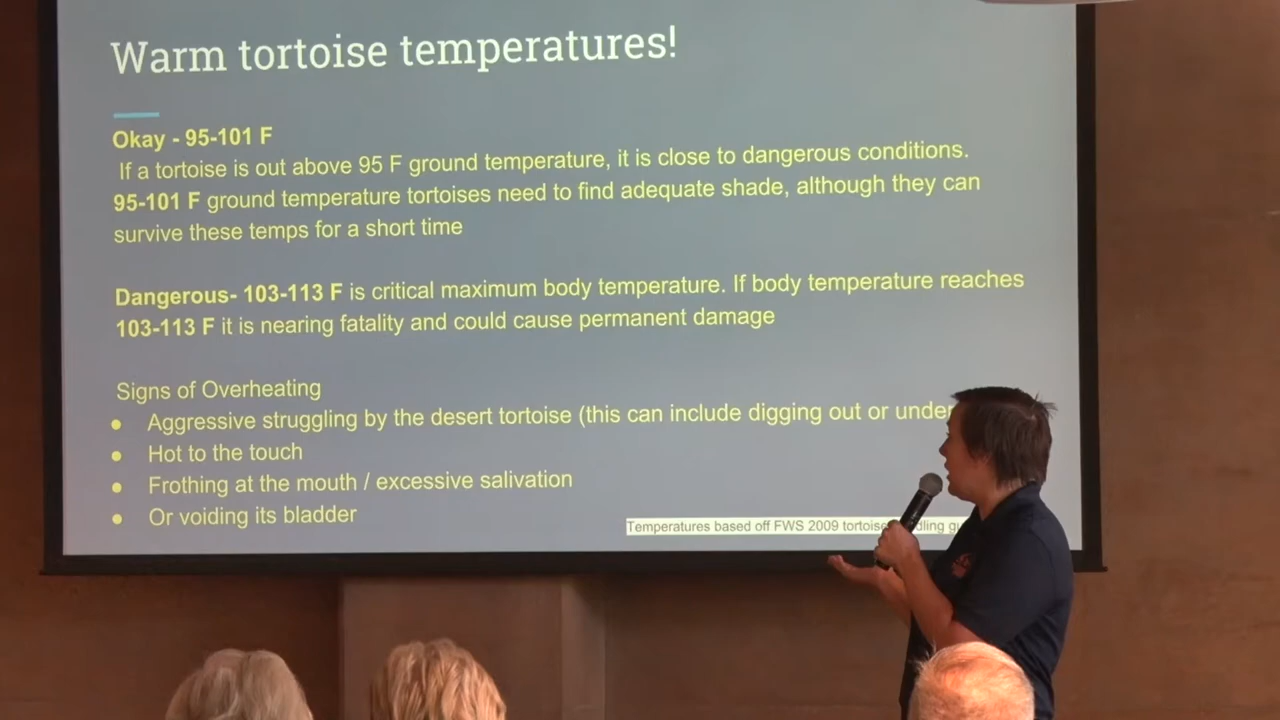 Warm tortoise temperatures!
Okay - 95-101 F
If a tortoise is out above 95 F ground temperature, it is close to dangerous conditions.
95-101 F ground temperature tortoises need to find adequate shade, although they can
survive these temps for a short time
Dangerous- 103-113 F is critical maximum body temperature. If body temperature reaches
103-113 F it is nearing fatality and could cause permanent damage
Signs of Overheating
● Aggressive struggling by the desert tortoise (this can include digging out or under
● Hot to the touch
● Frothing at the mouth / excessive salivation
● Or voiding its bladder
Temperatures based off FWS 2009